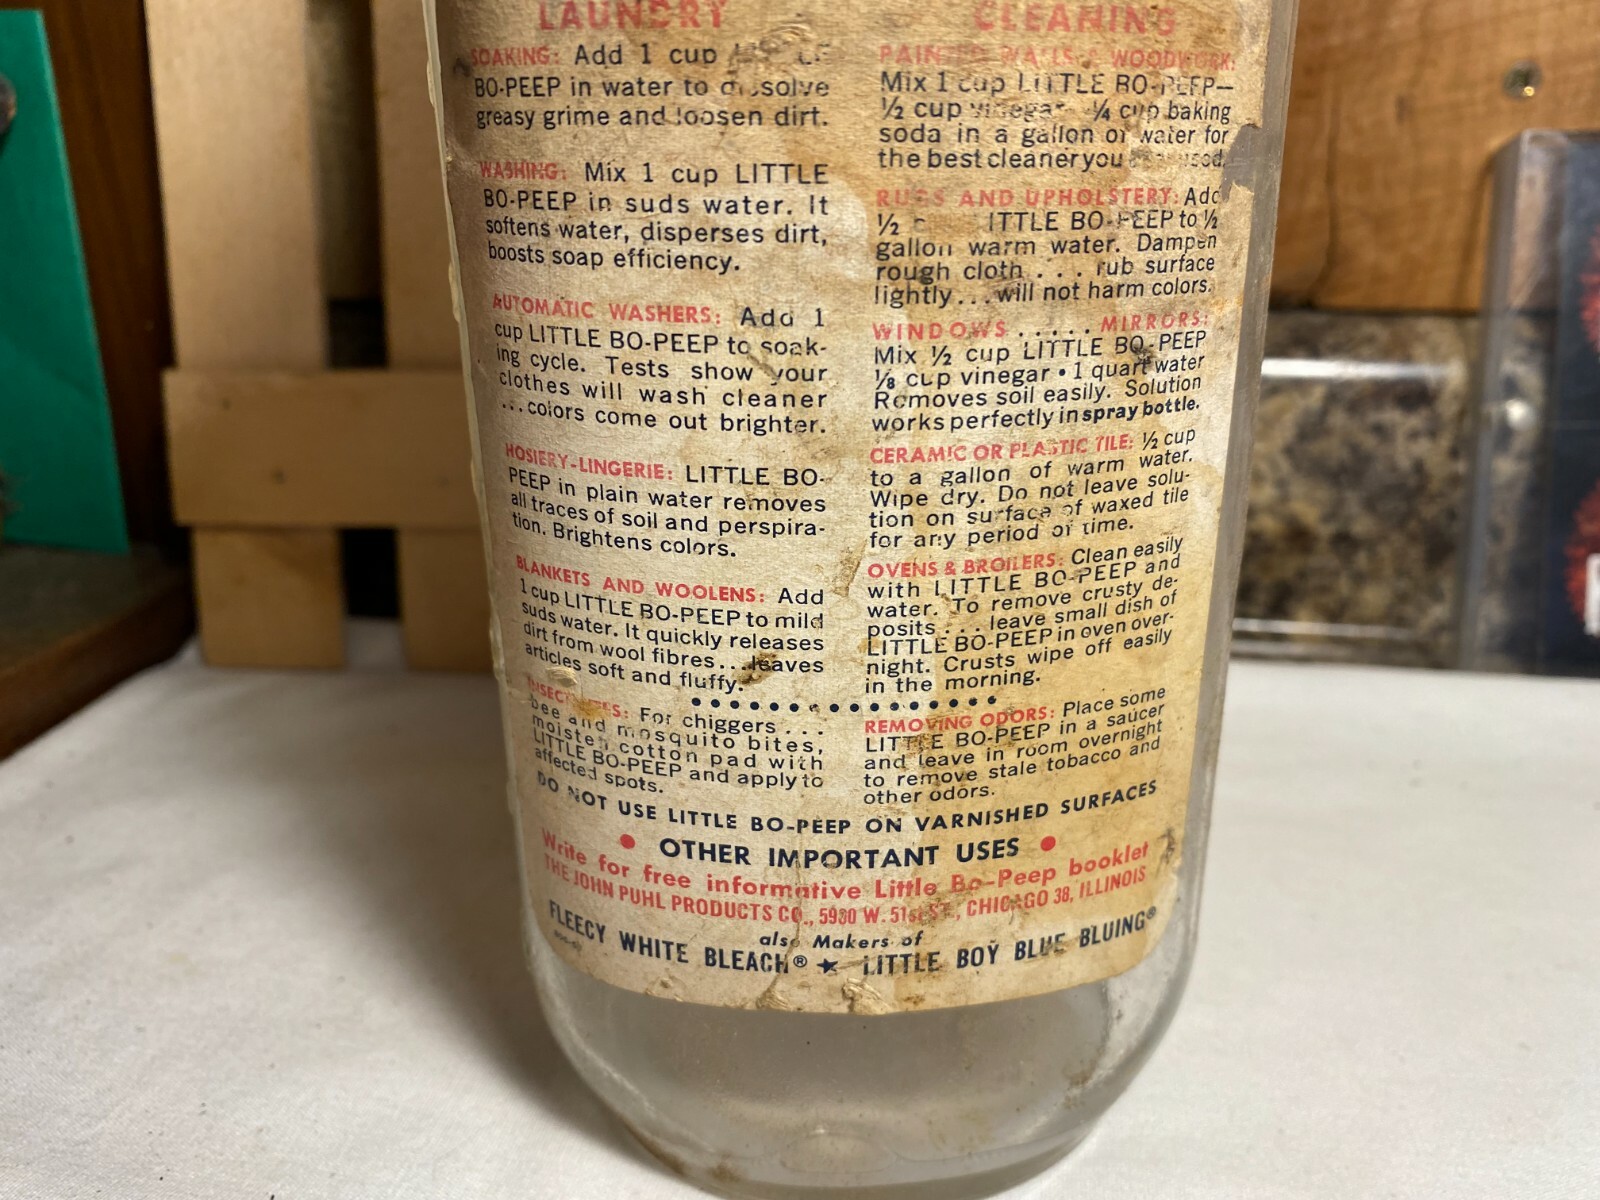 LAUNDRY
SOAKING: Add 1 cup LITTLE
BO-PEEP in water to dissolve
greasy grime and loosen dirt.
WASHING: Mix 1 cup LITTLE
BO-PEEP in suds water. It
softens water, disperses dirt,
boosts soap efficiency.
AUTOMATIC WASHERS: Add 1
cup LITTLE BO-PEEP to soak-
ing cycle. Tests show your
clothes will wash cleaner
...colors come out brighter.
HOSIERY-LINGERIE: LITTLE BO-
PEEP in plain water removes
all traces of soil and perspira-
tion. Brightens colors.
BLANKETS AND WOOLENS: Add
1 cup LITTLE BO-PEEP to mild
suds water. It quickly releases
dirt from wool fibres...leaves
articles soft and fluffy.
INSECT BITES: For chiggers ...
bee and mosquito bites,
moisten cotton pad with
LITTLE BO-PEEP and apply to
affected spots.
CLEANING
PAINTED WALLS & WOODWORK:
Mix 1 cup LITTLE BO-PEEP—
½ cup vinegar ¼ cup baking
soda in a gallon of water for
the best cleaner you used.
RUGS AND UPHOLSTERY: Add
½ LITTLE BO-PEEP to ½
gallon warm water. Dampen
rough cloth ... rub surface
lightly...will not harm colors.
WINDOWS ..... MIRRORS:
Mix ½ cup LITTLE BO-PEEP
⅛ cup vinegar • 1 quart water
Removes soil easily. Solution
works perfectly in spray bottle.
CERAMIC OR PLASTIC TILE: ½ cup
to a gallon of warm water.
Wipe dry. Do not leave solu-
tion on surface of waxed tile
for any period of time.
OVENS & BROILERS: Clean easily
with LITTLE BO-PEEP and
water. To remove crusty de-
posits ... leave small dish of
LITTLE BO-PEEP in oven over-
night. Crusts wipe off easily
in the morning.
REMOVING ODORS: Place some
LITTLE BO-PEEP in a saucer
and leave in room overnight
to remove stale tobacco and
other odors.
DO NOT USE LITTLE BO-PEEP ON VARNISHED SURFACES
• OTHER IMPORTANT USES •
Write for free informative Little Bo-Peep booklet
THE JOHN PUHL PRODUCTS CO., 5930 W. 51st ST., CHICAGO 38, ILLINOIS
also Makers of
FLEECY WHITE BLEACH® ★ LITTLE BOY BLUE BLUING®